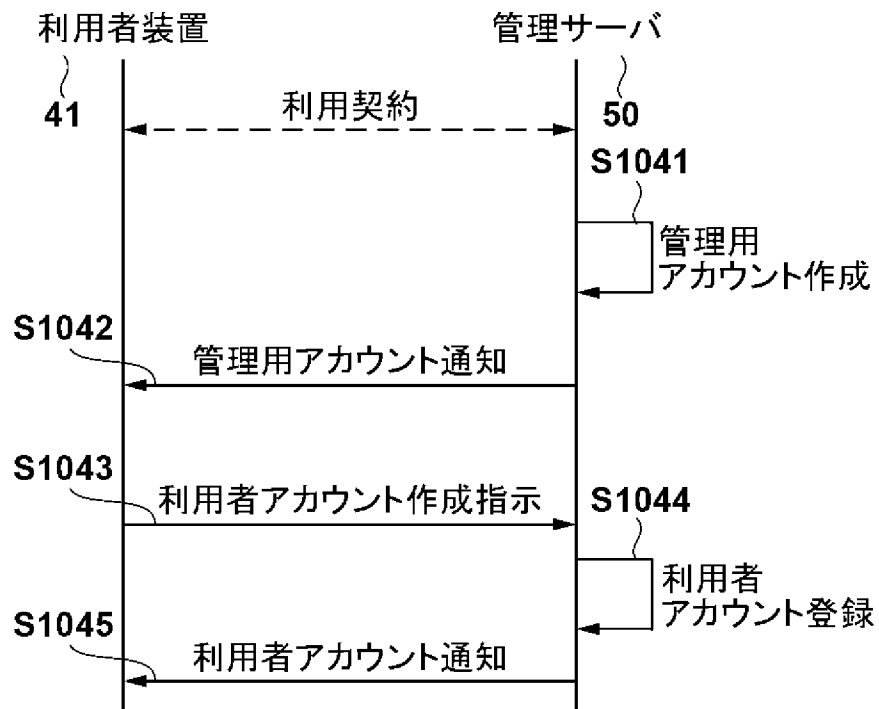 利用者装置
管理サーバ
41
利用契約
50
S1041
管理用
アカウント作成
S1042
管理用アカウント通知
S1043
利用者アカウント作成指示
S1044
利用者
アカウント登録
S1045
利用者アカウント通知